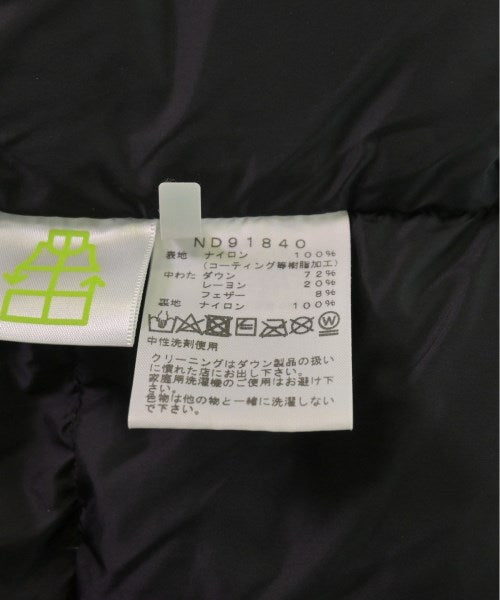 ND91840
表地 ナイロン 100%
(コーティング等樹脂加工)
中わた ダウン 72%
レーヨン 20%
フェザー 8%
裏地 ナイロン 100%
中性洗剤使用
クリーニングはダウン製品の扱い
に慣れた店にお出し下さい。
家庭用洗濯機のご使用はお避け下
さい。
色物は他の物と一緒に洗濯しない
で下さい。